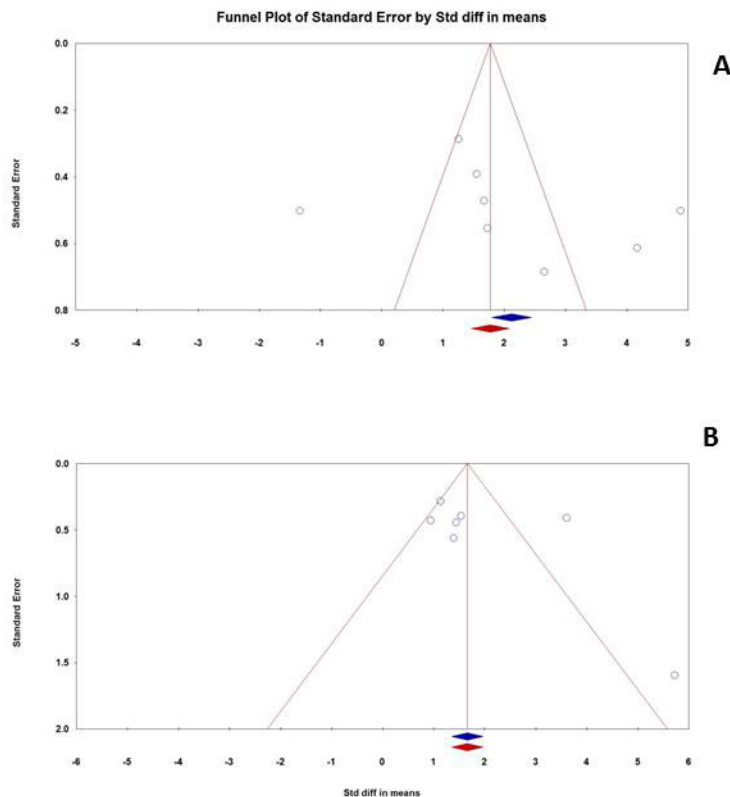 Funnel Plot of Standard Error by Std diff in means
A
0.0
0.2
0.4
0.6
0.8
Standard Error
-5 -4 -3 -2 -1 0 1 2 3 4 5
B
0.0
0.5
1.0
1.5
2.0
Standard Error
-6 -5 -4 -3 -2 -1 0 1 2 3 4 5 6
Std diff in means